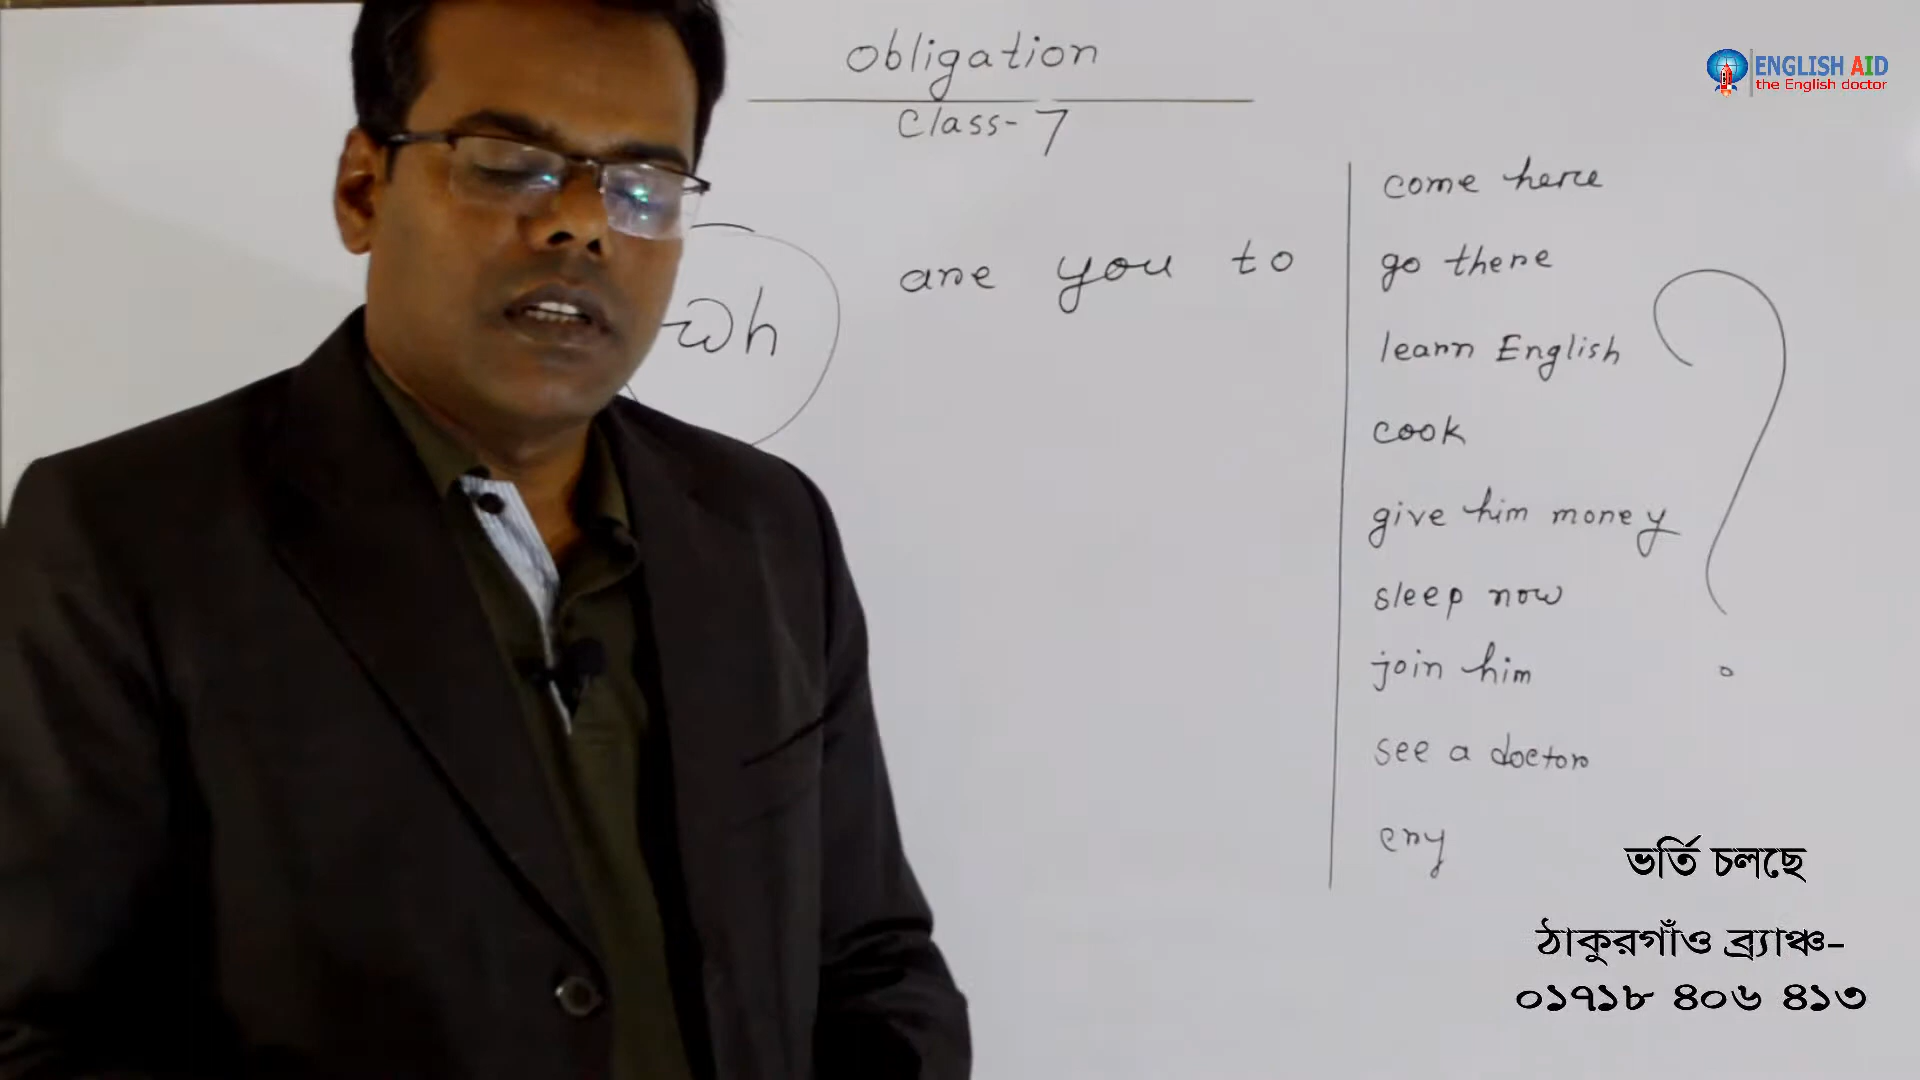 Obligation
Class-7
ENGLISH AID
the English doctor
wh are you to
come here
go there
learn English
cook
give him money
sleep now
join him
see a doctor
cry
?
ভর্তি চলছে
ঠাকুরগাঁও ব্র্যাঞ্চ-
০১৭১৮ ৪০৬ ৪১৩